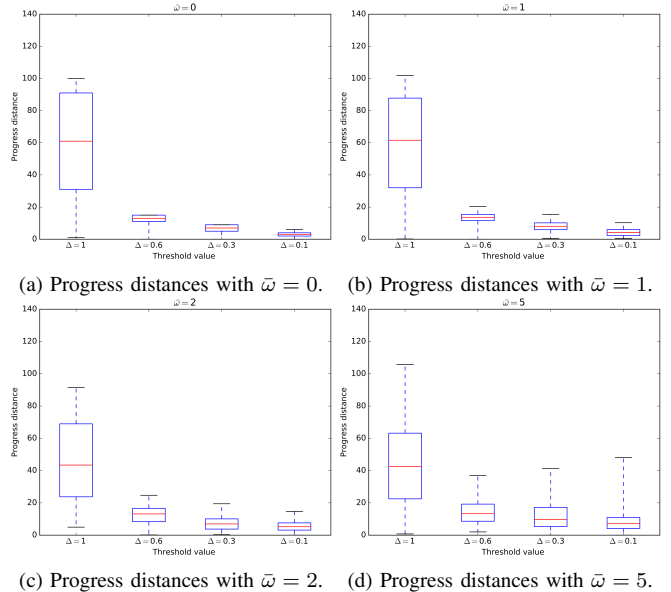 ω̄=0
140
120
100
80
60
40
20
0
Progress distance
Δ=1 Δ=0.6 Δ=0.3 Δ=0.1
Threshold value
(a) Progress distances with ω̄ = 0.
ω̄=1
140
120
100
80
60
40
20
0
Progress distance
Δ=1 Δ=0.6 Δ=0.3 Δ=0.1
Threshold value
(b) Progress distances with ω̄ = 1.
ω̄=2
140
120
100
80
60
40
20
0
Progress distance
Δ=1 Δ=0.6 Δ=0.3 Δ=0.1
Threshold value
(c) Progress distances with ω̄ = 2.
ω̄=5
140
120
100
80
60
40
20
0
Progress distance
Δ=1 Δ=0.6 Δ=0.3 Δ=0.1
Threshold value
(d) Progress distances with ω̄ = 5.